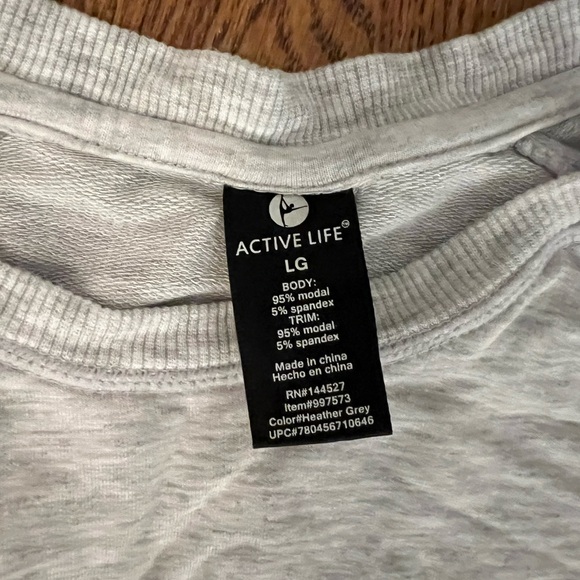 ACTIVE LIFE™
LG
BODY:
95% modal
5% spandex
TRIM:
95% modal
5% spandex
Made in china
Hecho en china
RN#144527
Item#997573
Color#Heather Grey
UPC#780456710646